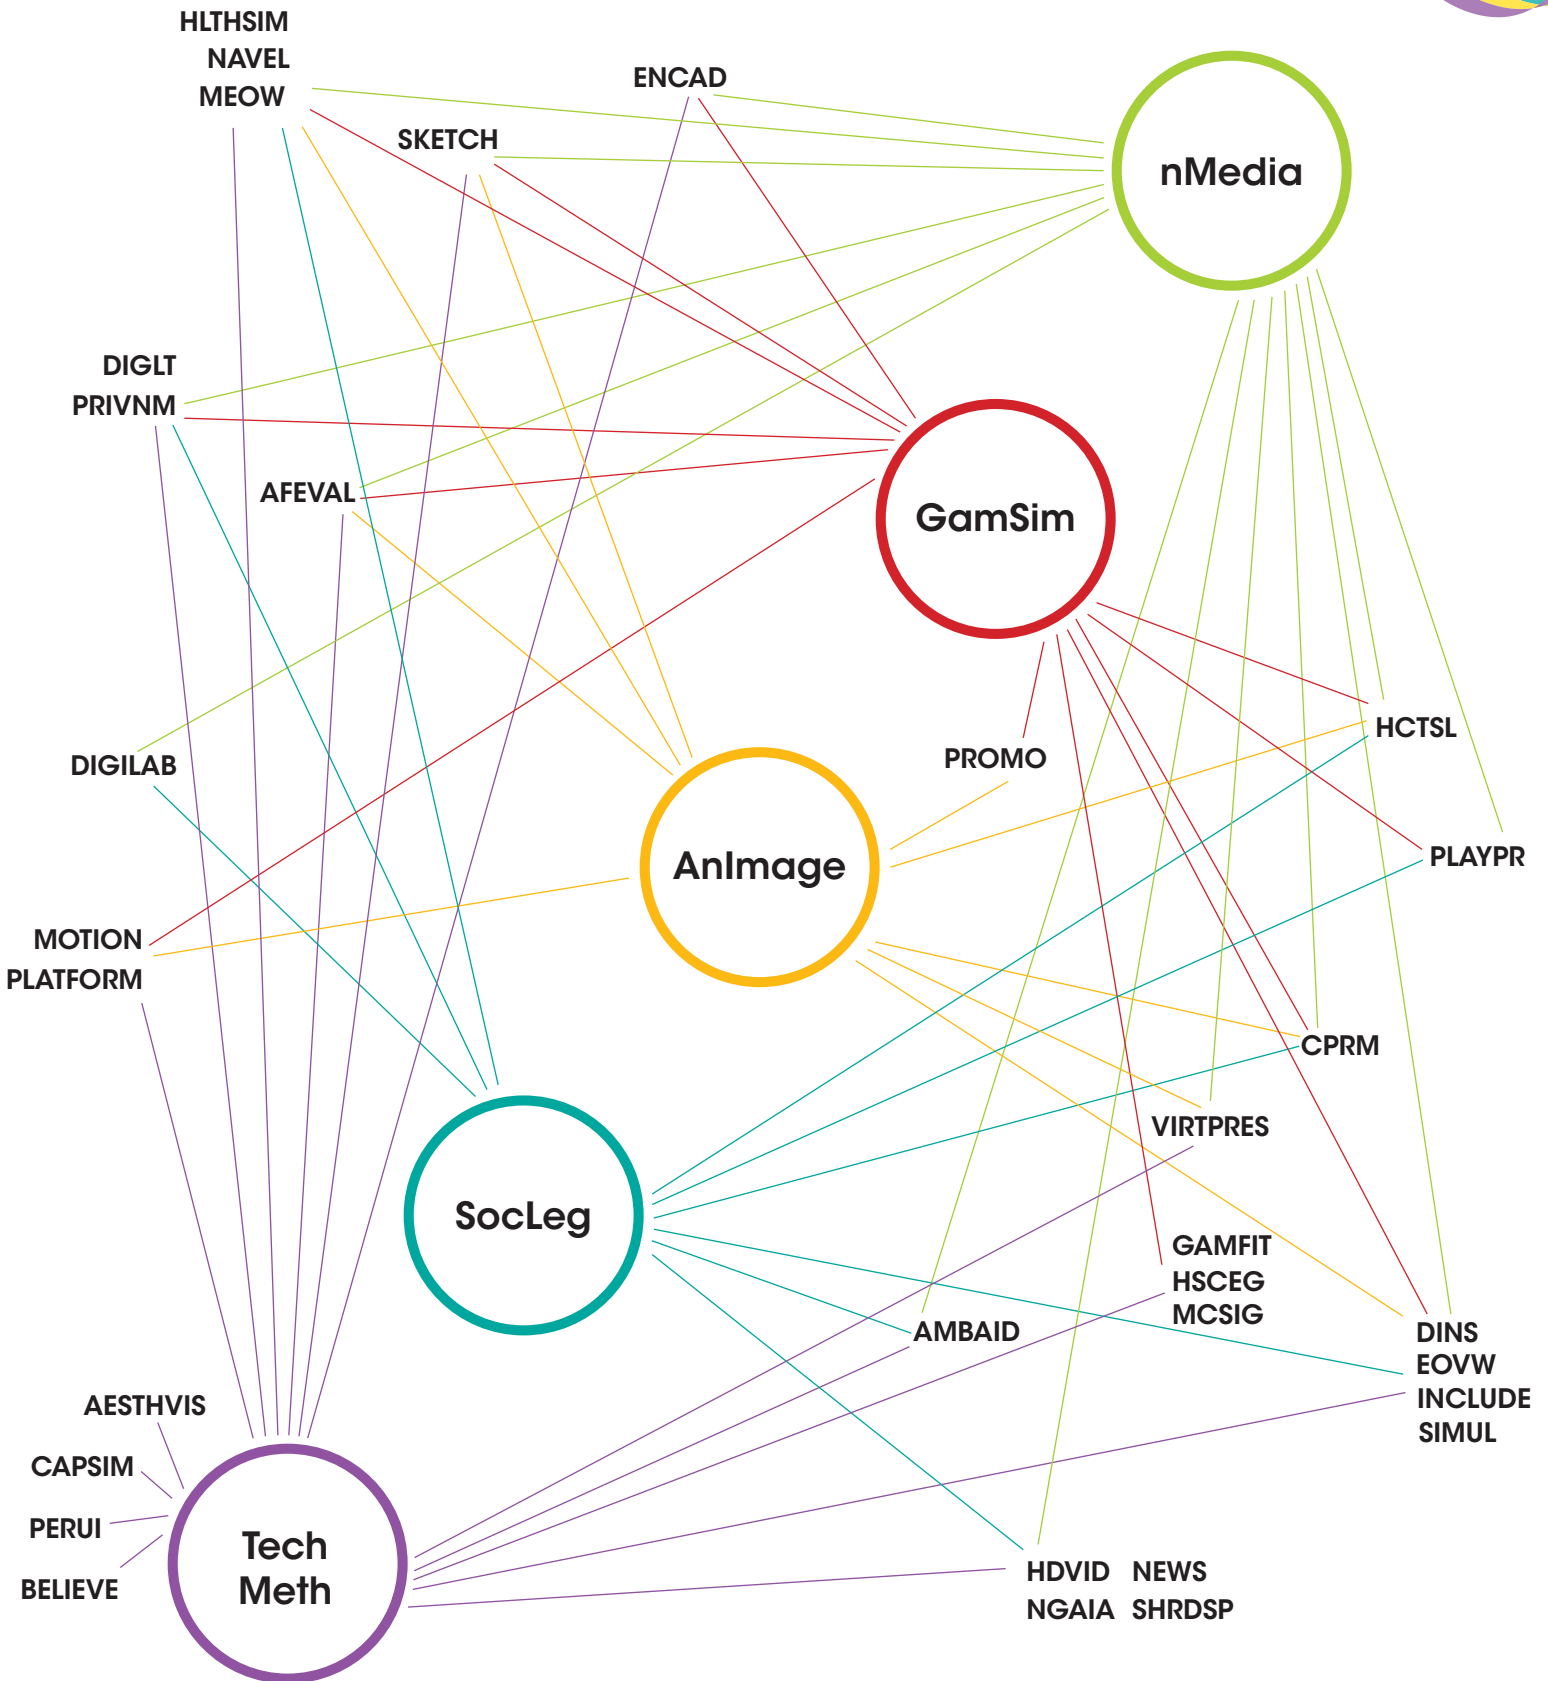 HLTHSIM
NAVEL
MEOW
ENCAD
SKETCH
nMedia
DIGLT
PRIVNM
AFEVAL
GamSim
HCTSL
PROMO
DIGILAB
PLAYPR
AnImage
MOTION
PLATFORM
CPRM
VIRTPRES
SocLeg
GAMFIT
HSCEG
MCSIG
AMBAID
DINS
EOVW
INCLUDE
SIMUL
AESTHVIS
CAPSIM
PERUI
BELIEVE
Tech
Meth
HDVID NEWS
NGAIA SHRDSP